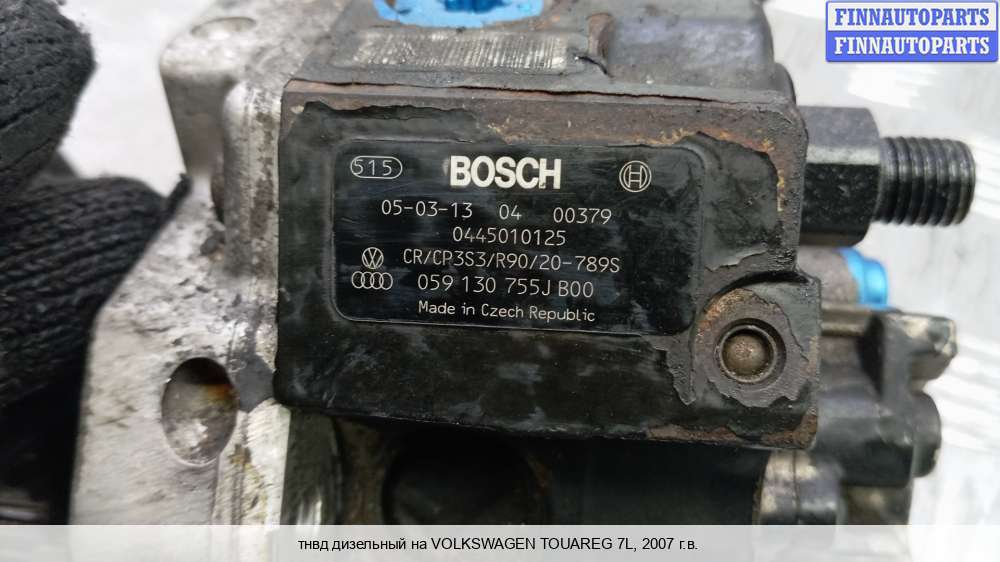 FINNAUTOPARTS
FINNAUTOPARTS
515 BOSCH
05-03-13 04 00379
0445010125
CR/CP3S3/R90/20-789S
059 130 755J B00
Made in Czech Republic
тнвд дизельный на VOLKSWAGEN TOUAREG 7L, 2007 г.в.